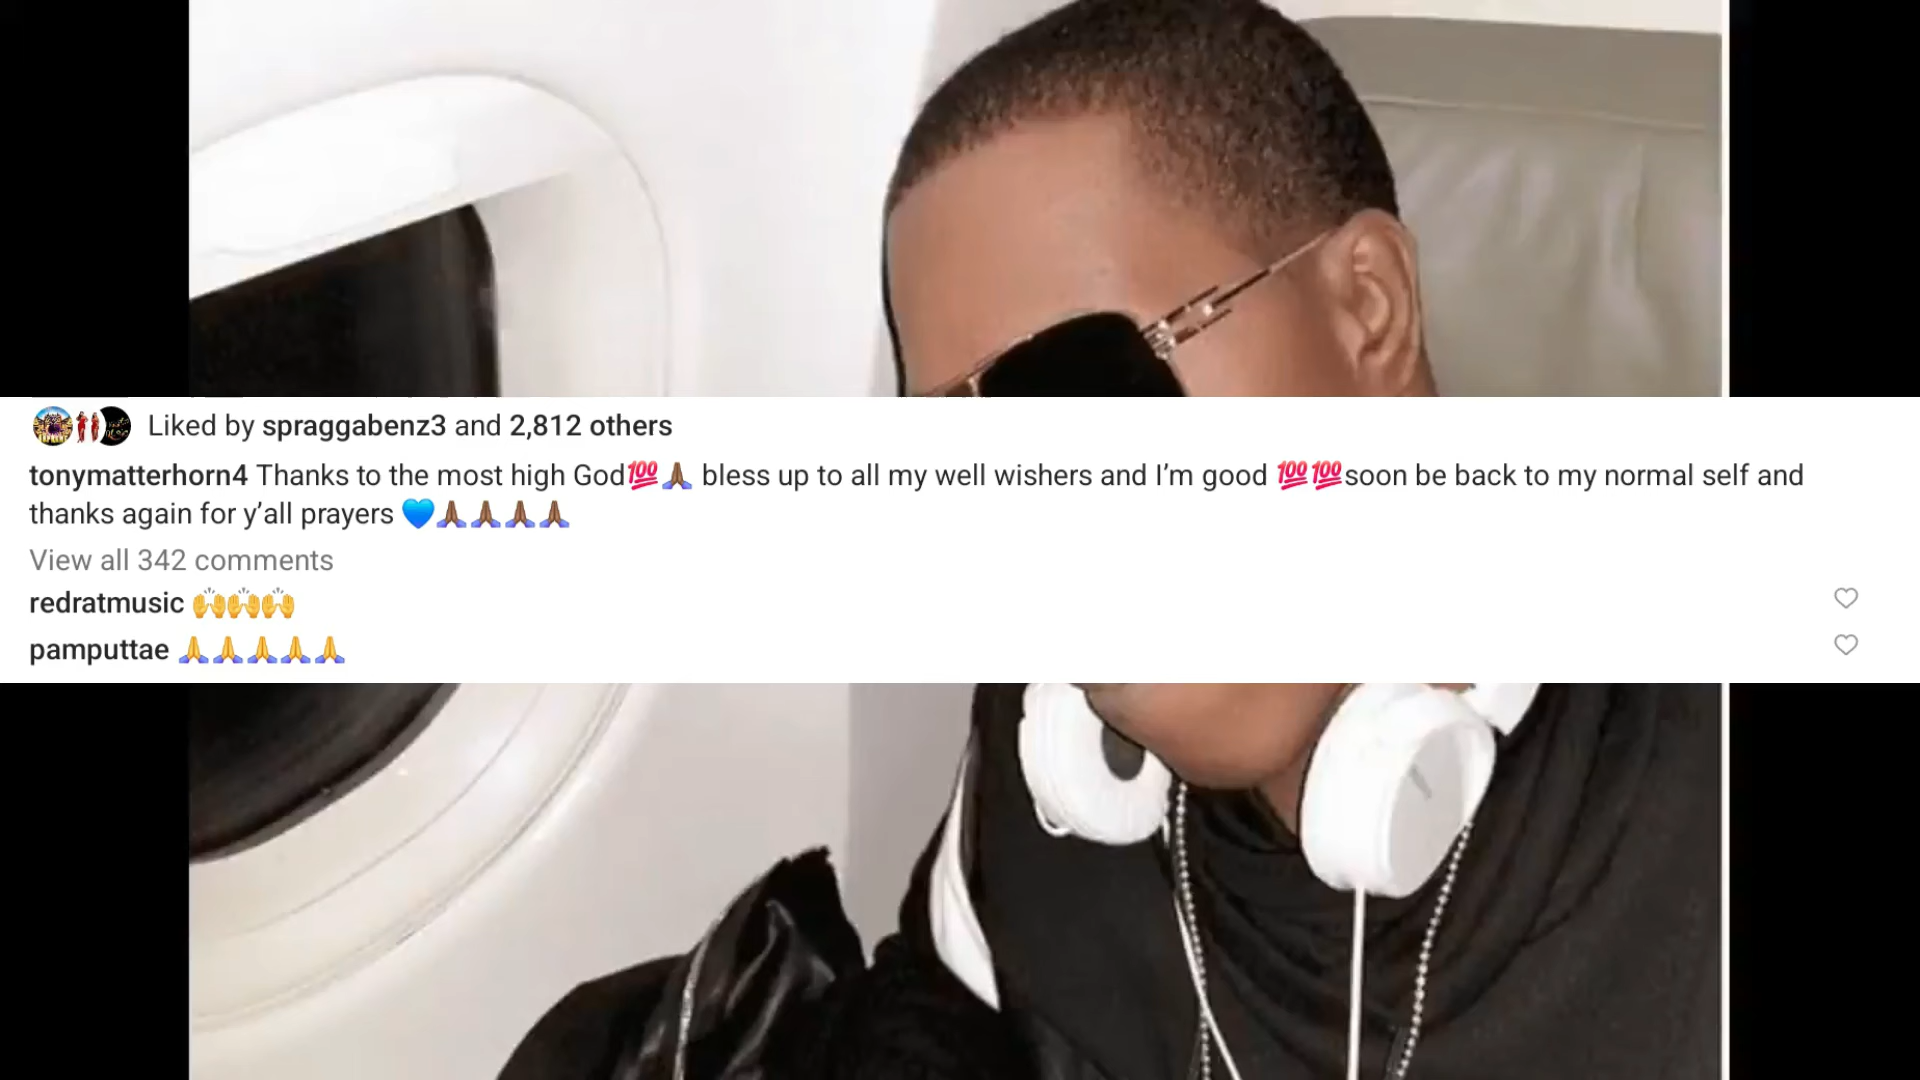 Liked by spraggabenz3 and 2,812 others
tonymatterhorn4 Thanks to the most high God💯🙏🏾 bless up to all my well wishers and I’m good 💯💯soon be back to my normal self and
thanks again for y’all prayers 💙🙏🏾🙏🏾🙏🏾🙏🏾
View all 342 comments
redratmusic 🙌🙌🙌
pamputtae 🙏🙏🙏🙏🙏